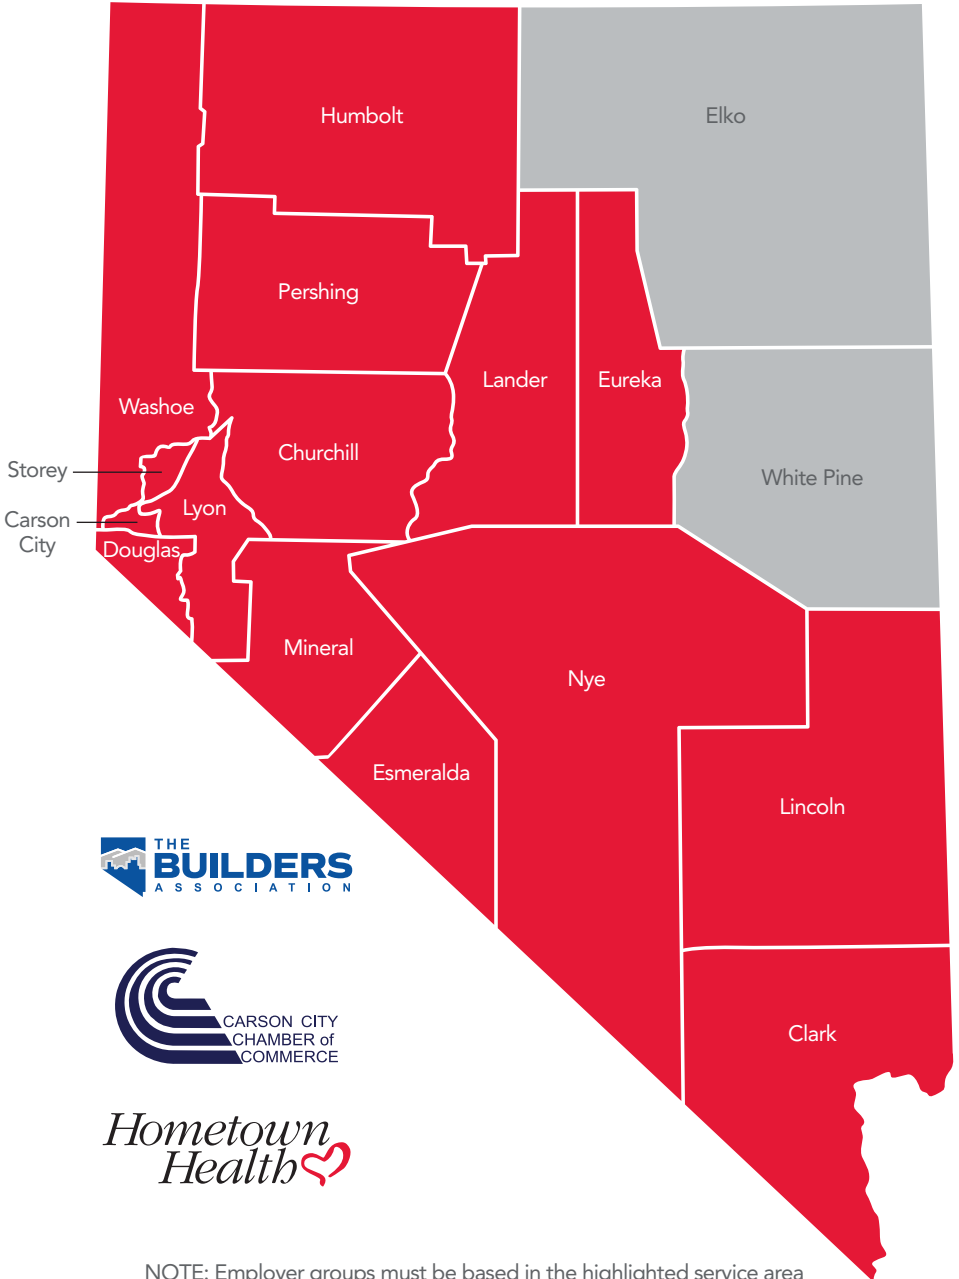 Humbolt
Elko
Pershing
Lander
Eureka
Washoe
Churchill
Storey
White Pine
Lyon
Carson
City
Douglas
Mineral
Nye
Esmeralda
Lincoln
THE
BUILDERS
ASSOCIATION
CARSON CITY
CHAMBER of
COMMERCE
Clark
Hometown
Health
NOTE: Employer groups must be based in the highlighted service area